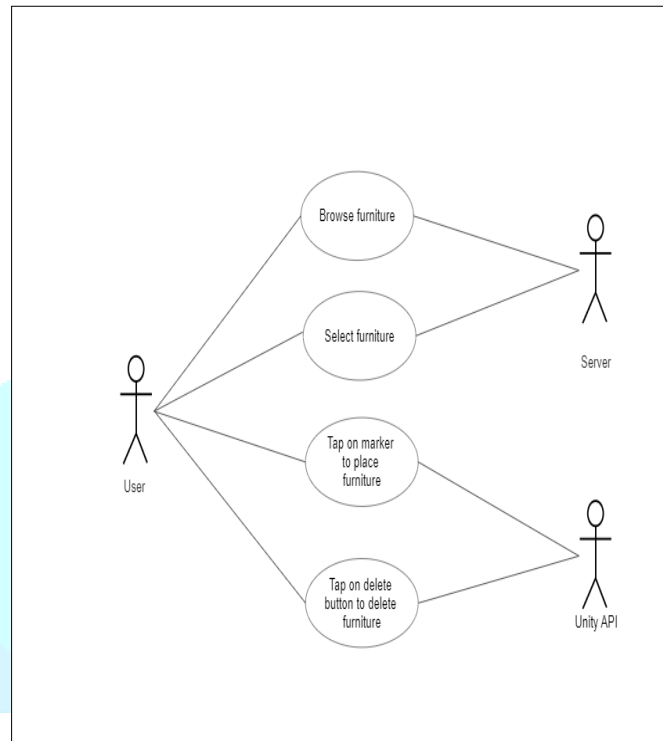 Browse furniture
Select furniture
Server
Tap on marker
to place
furniture
User
Tap on delete
button to delete
furniture
Unity API